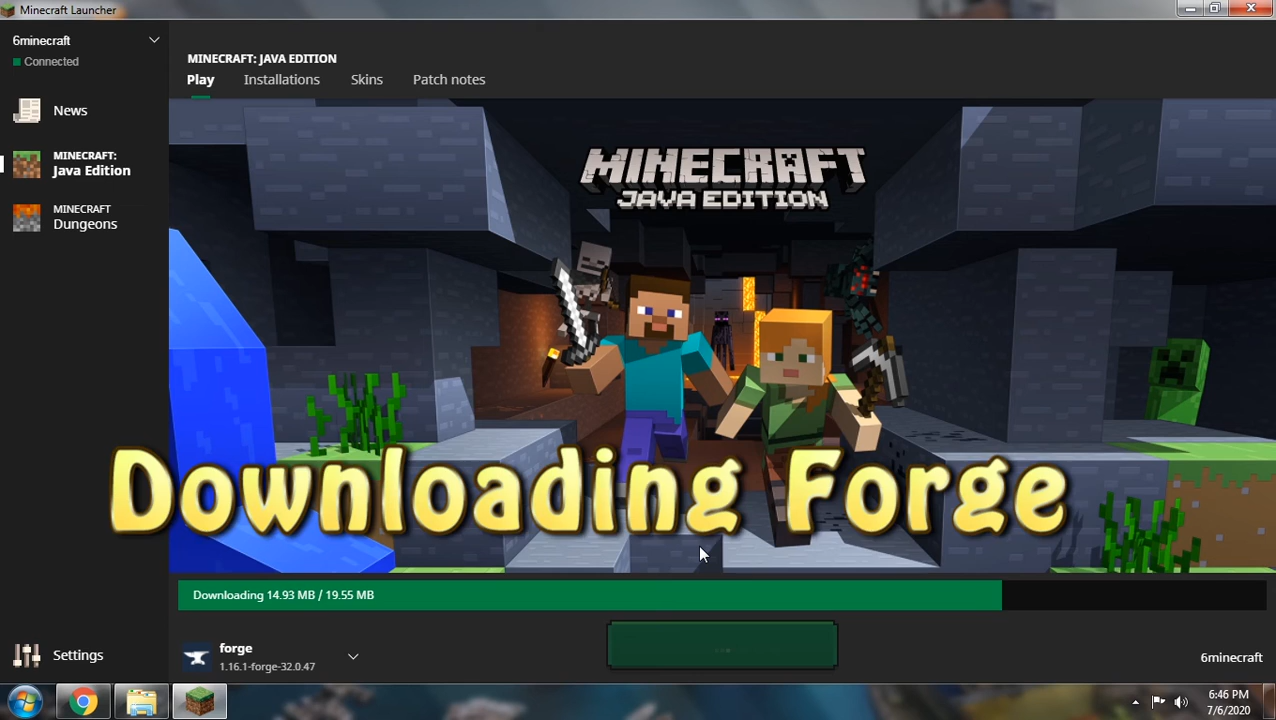 Minecraft Launcher
6minecraft
Connected
News
MINECRAFT:
Java Edition
MINECRAFT
Dungeons
Settings
MINECRAFT: JAVA EDITION
Play Installations Skins Patch notes
MINECRAFT
JAVA EDITION
Downloading Forge
Downloading 14.93 MB / 19.55 MB
forge
1.16.1-forge-32.0.47
6minecraft
6:46 PM
7/6/2020